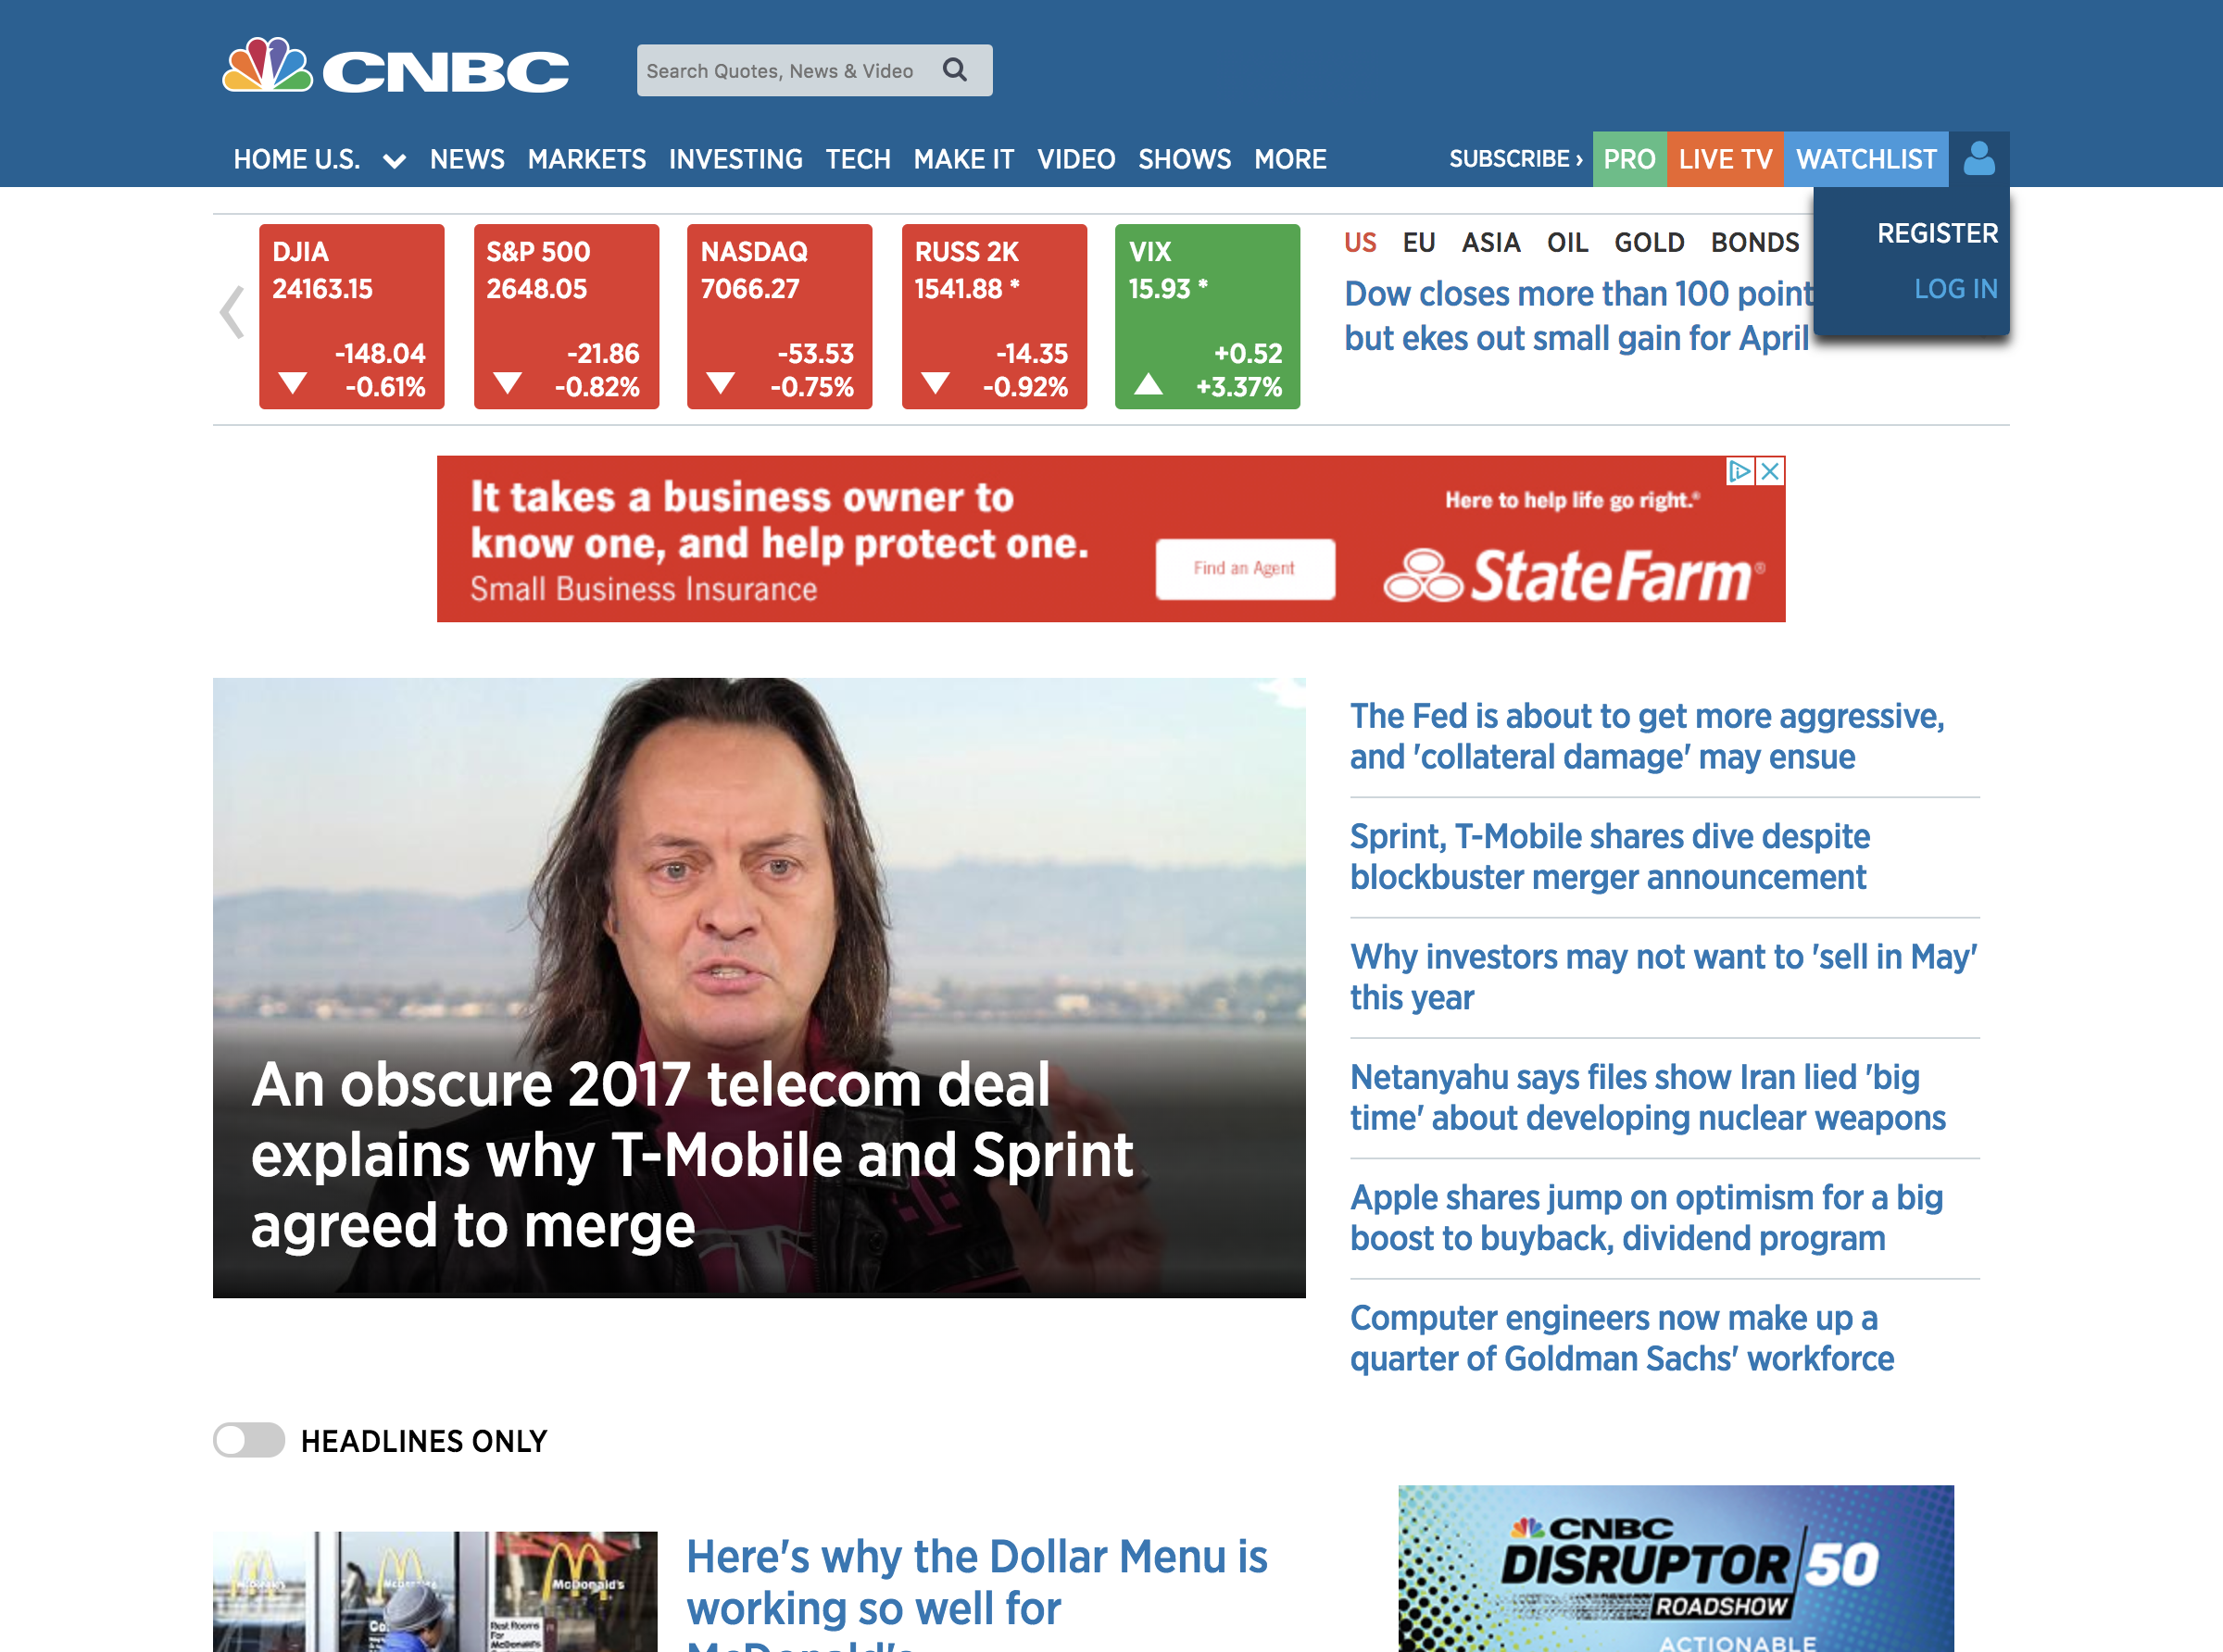 CNBC
Search Quotes, News & Video
HOME U.S. NEWS MARKETS INVESTING TECH MAKE IT VIDEO SHOWS MORE
SUBSCRIBE › PRO LIVE TV WATCHLIST
REGISTER
LOG IN
DJIA
24163.15
-148.04
-0.61%
S&P 500
2648.05
-21.86
-0.82%
NASDAQ
7066.27
-53.53
-0.75%
RUSS 2K
1541.88 *
-14.35
-0.92%
VIX
15.93 *
+0.52
+3.37%
US EU ASIA OIL GOLD BONDS
Dow closes more than 100 point
but ekes out small gain for April
It takes a business owner to
know one, and help protect one.
Small Business Insurance
Find an Agent
Here to help life go right.®
StateFarm®
An obscure 2017 telecom deal
explains why T-Mobile and Sprint
agreed to merge
The Fed is about to get more aggressive,
and 'collateral damage' may ensue
Sprint, T-Mobile shares dive despite
blockbuster merger announcement
Why investors may not want to 'sell in May'
this year
Netanyahu says files show Iran lied 'big
time' about developing nuclear weapons
Apple shares jump on optimism for a big
boost to buyback, dividend program
Computer engineers now make up a
quarter of Goldman Sachs' workforce
HEADLINES ONLY
McDonald's
Rest Rooms
For
McDonald's
Here's why the Dollar Menu is
working so well for
McDonald's
CNBC
DISRUPTOR/50
ROADSHOW
ACTIONABLE